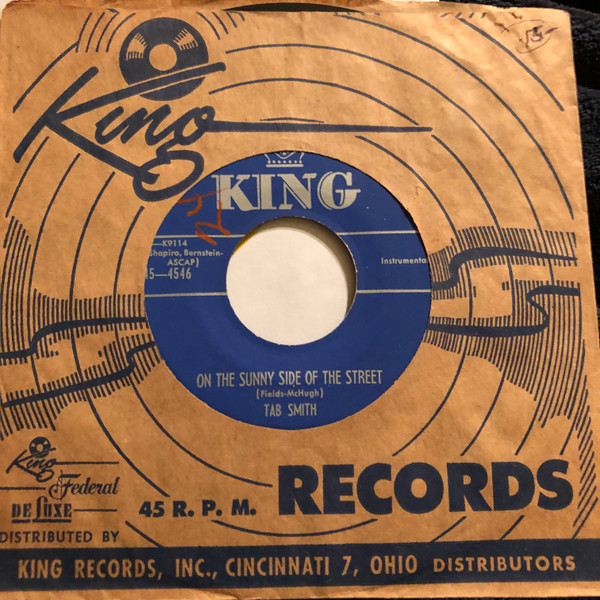 King
KING
—K9114
Shapiro, Bernstein-
ASCAP)
45—4546
Instrumenta
ON THE SUNNY SIDE OF THE STREET
(Fields-McHugh)
TAB SMITH
King
Federal
DE LUXE
45 R. P. M.
RECORDS
DISTRIBUTED BY
KING RECORDS, INC., CINCINNATI 7, OHIO DISTRIBUTORS